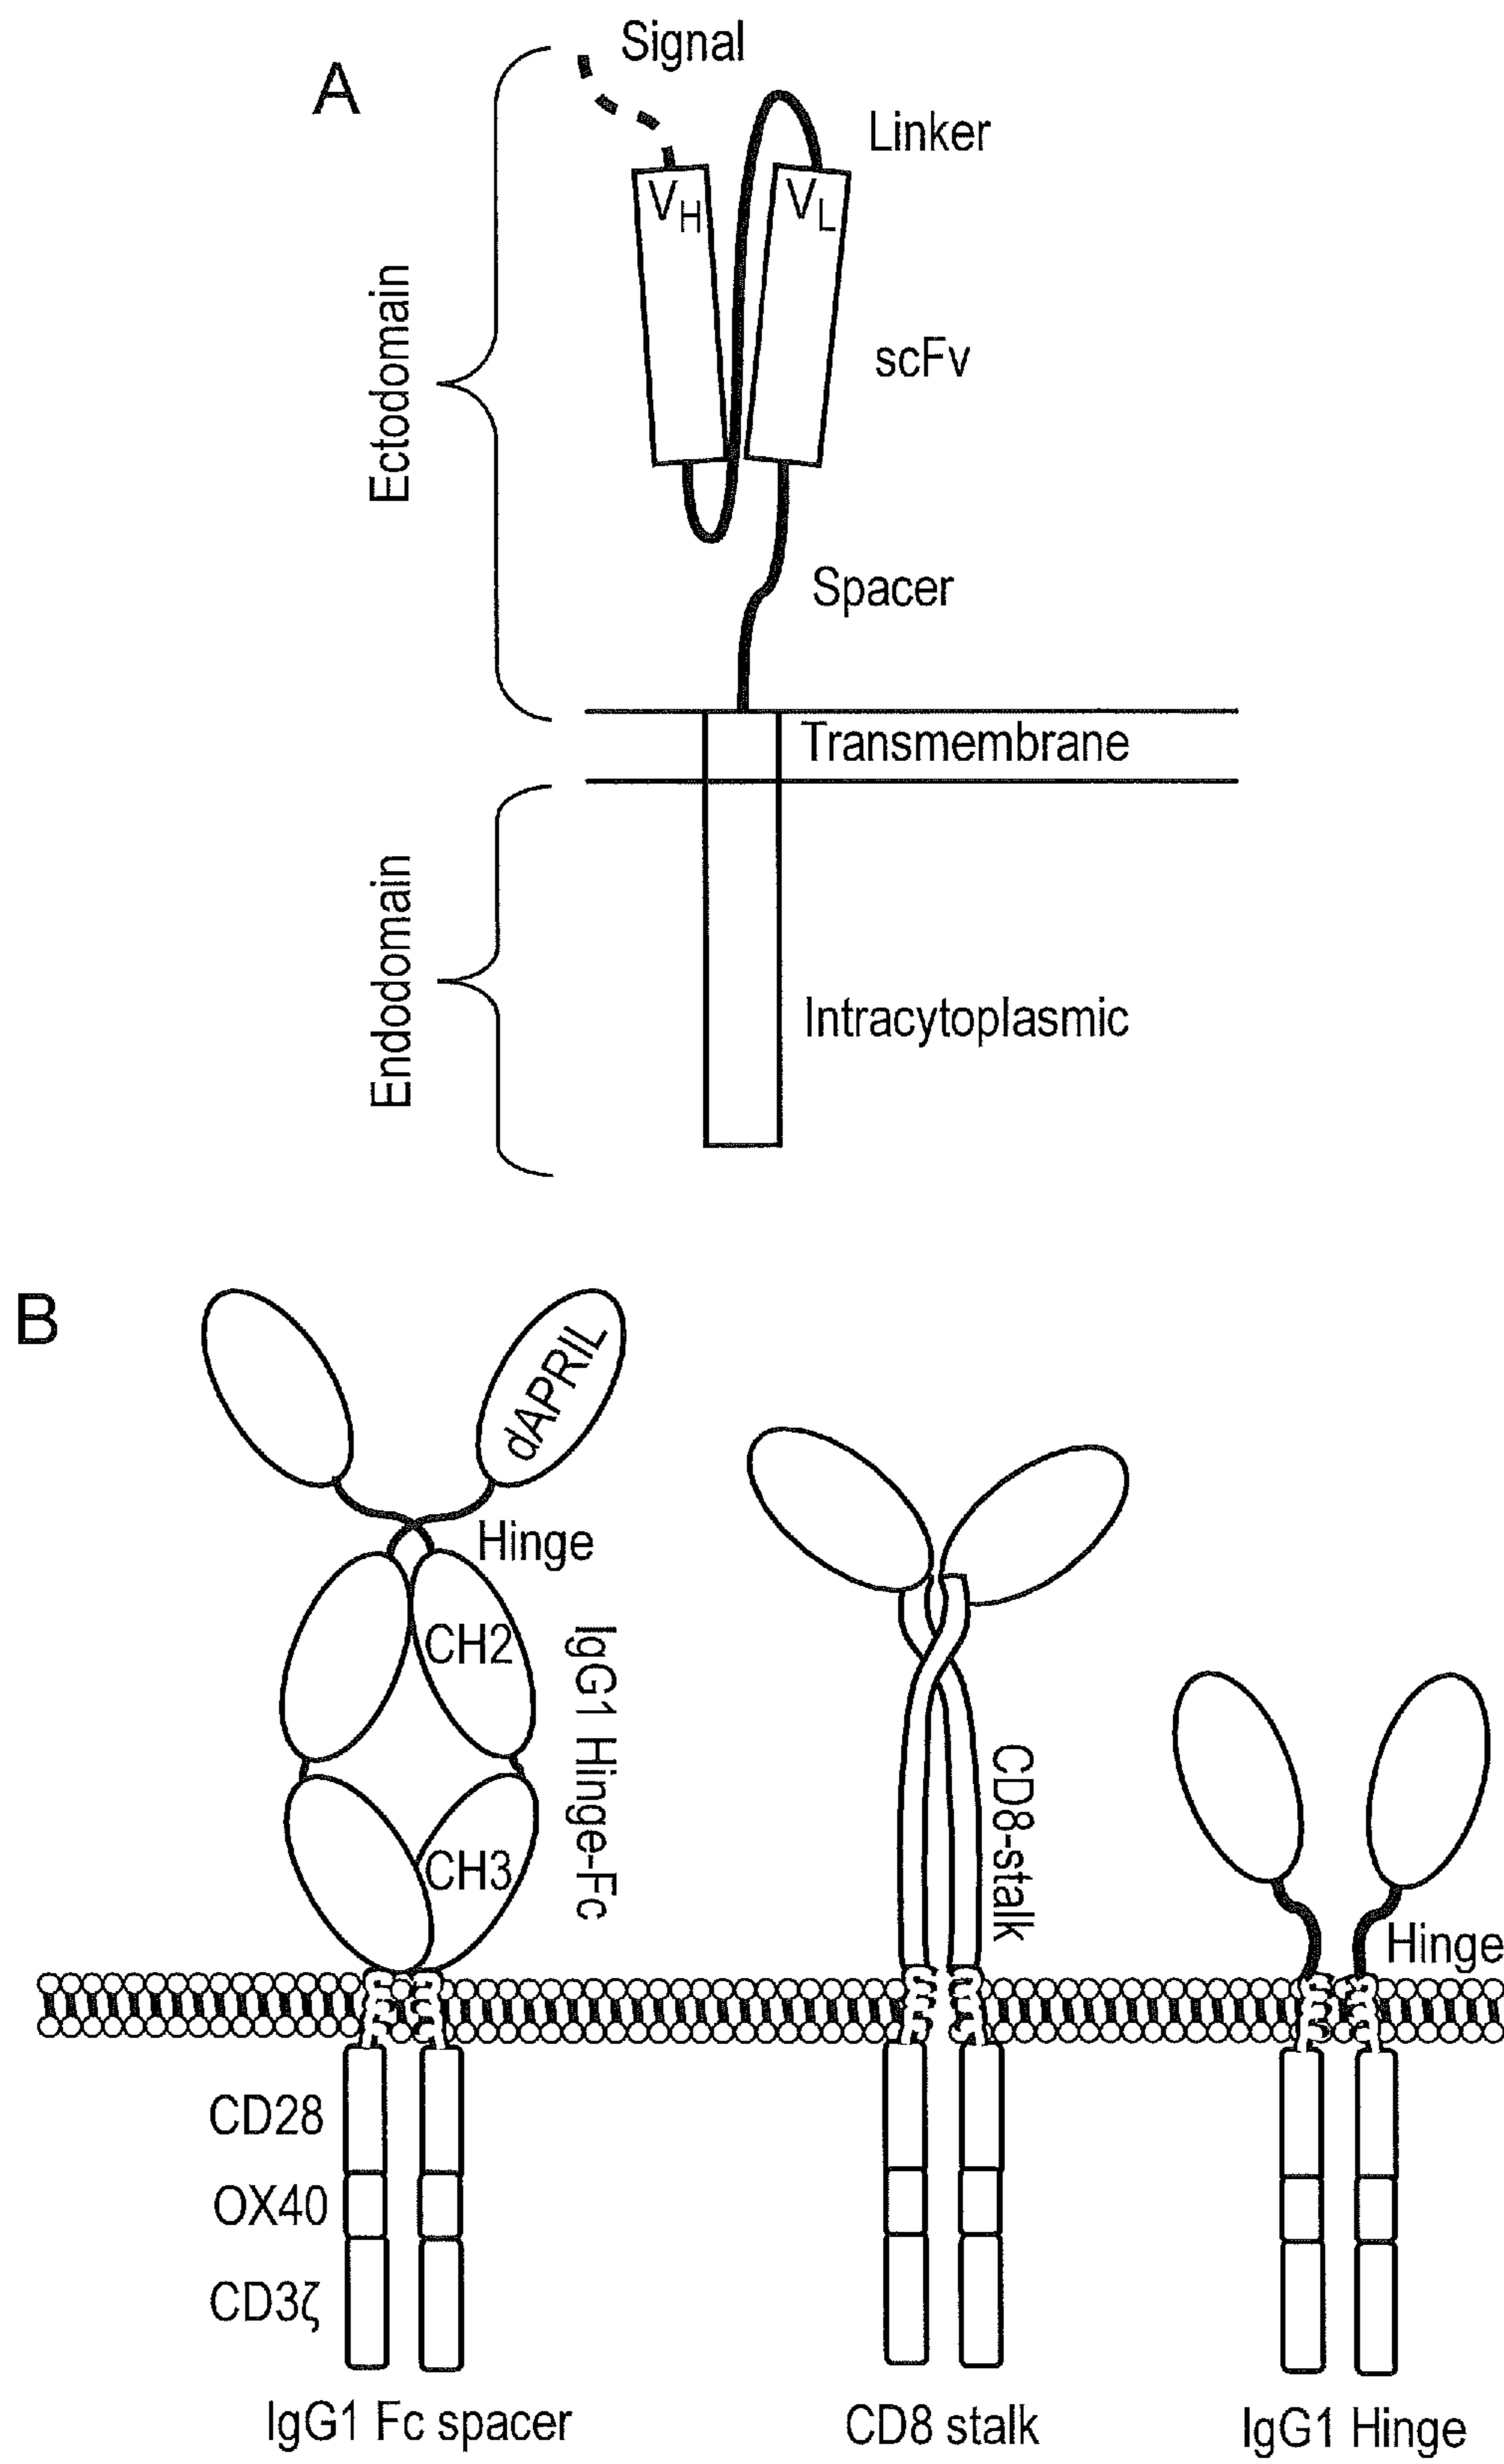 A
Signal
Linker
VH
VL
Ectodomain
scFv
Spacer
Transmembrane
Endodomain
Intracytoplasmic
B
dAPRIL
Hinge
CH2
IgG1 Hinge-Fc
CH3
CD8-stalk
Hinge
CD28
OX40
CD3ζ
IgG1 Fc spacer
CD8 stalk
IgG1 Hinge